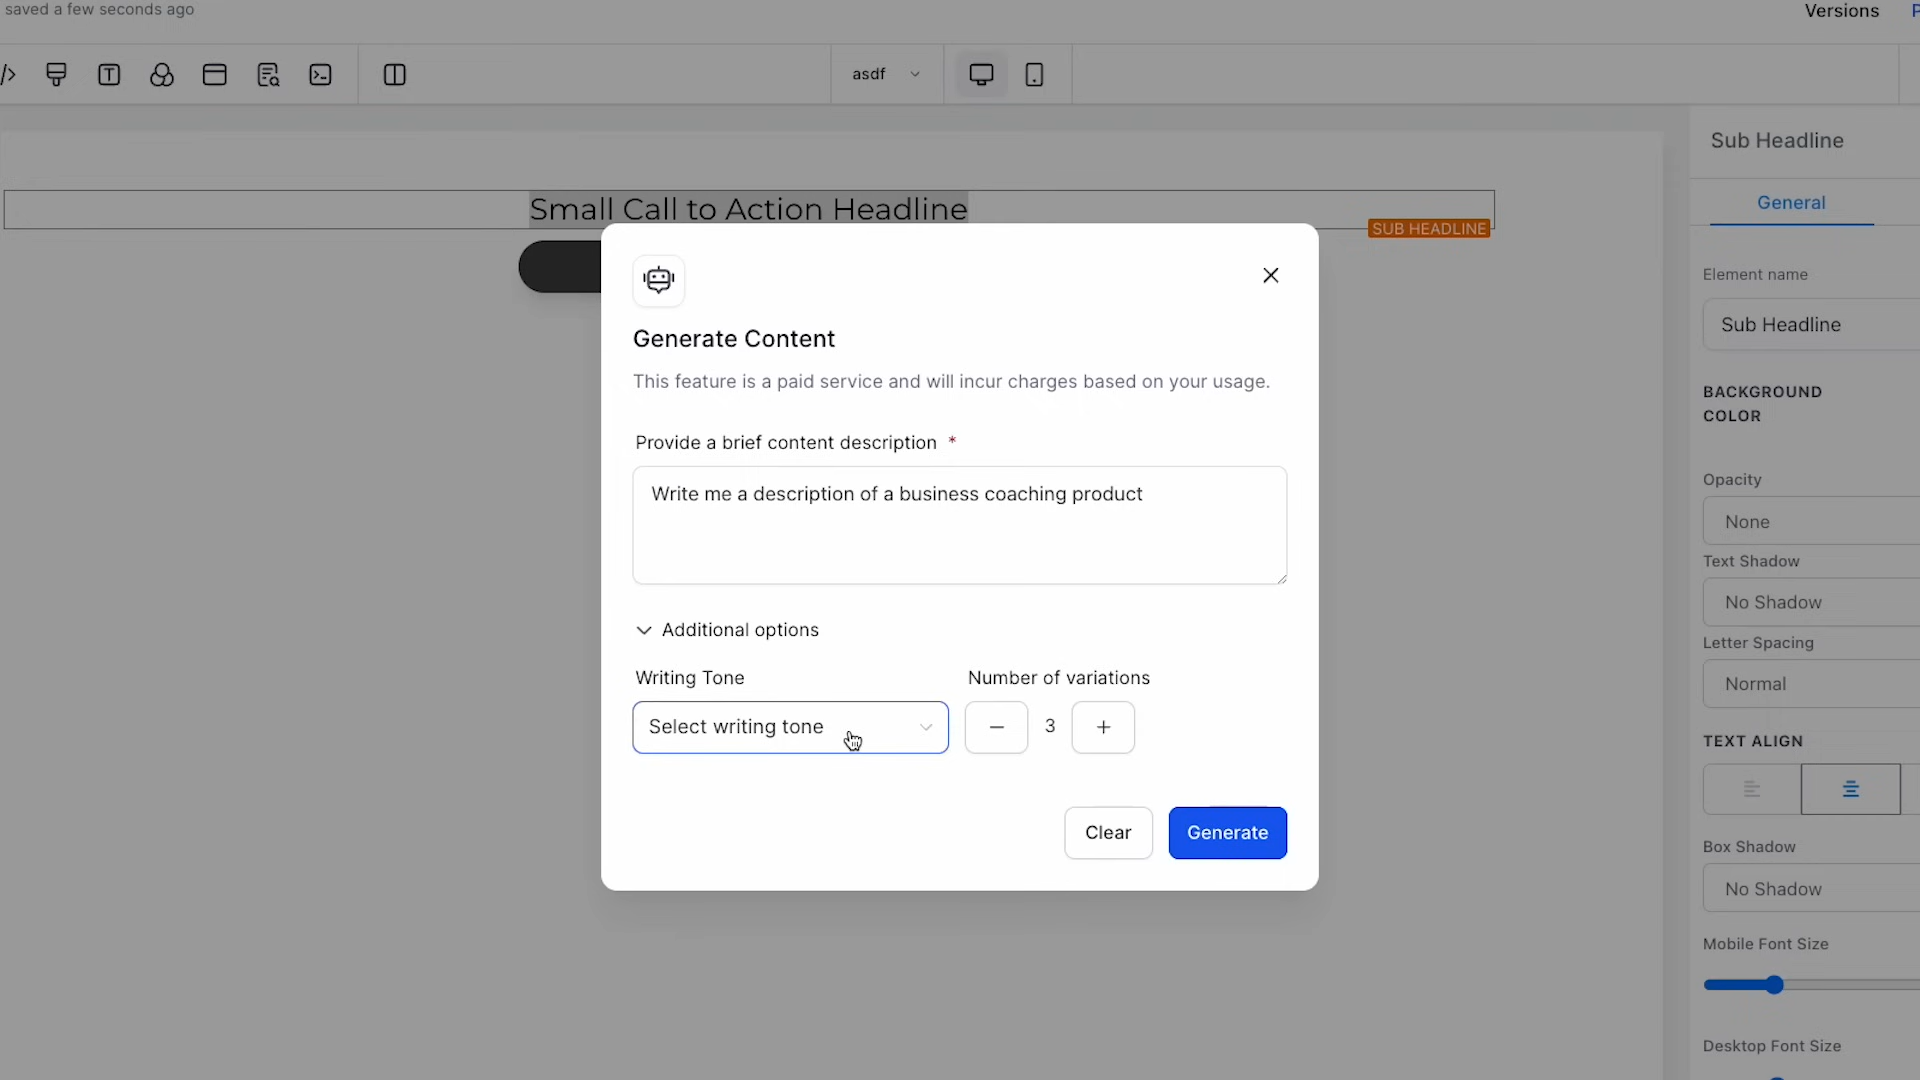 saved a few seconds ago
Versions
asdf
Small Call to Action Headline
SUB HEADLINE
Generate Content
This feature is a paid service and will incur charges based on your usage.
Provide a brief content description *
Write me a description of a business coaching product
Additional options
Writing Tone
Number of variations
Select writing tone
3
Clear
Generate
Sub Headline
General
Element name
Sub Headline
BACKGROUND
COLOR
Opacity
None
Text Shadow
No Shadow
Letter Spacing
Normal
TEXT ALIGN
Box Shadow
No Shadow
Mobile Font Size
Desktop Font Size